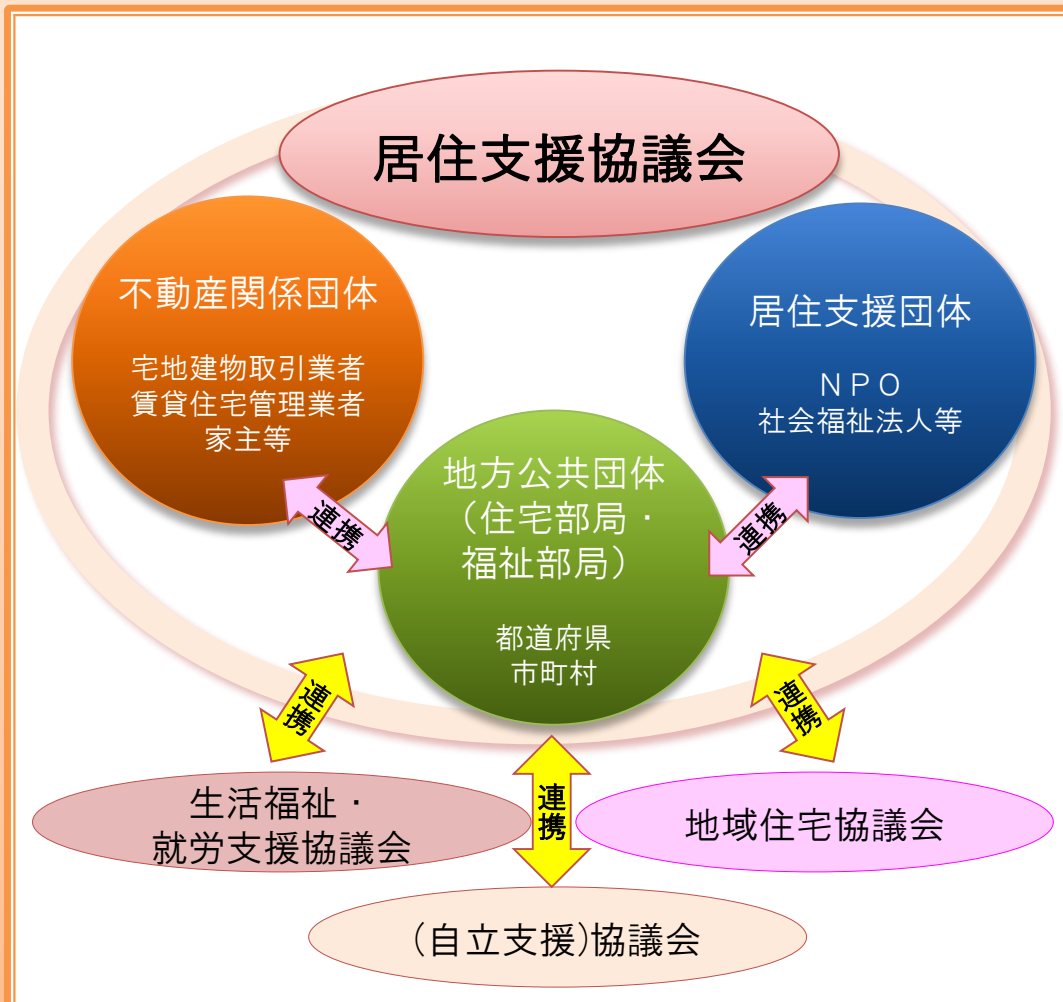 居住支援協議会
不動産関係団体
宅地建物取引業者
賃貸住宅管理業者
家主等
居住支援団体
ＮＰＯ
社会福祉法人等
地方公共団体
（住宅部局・
福祉部局）
都道府県
市町村
連携
連携
連携
連携
連携
生活福祉・
就労支援協議会
地域住宅協議会
（自立支援）協議会